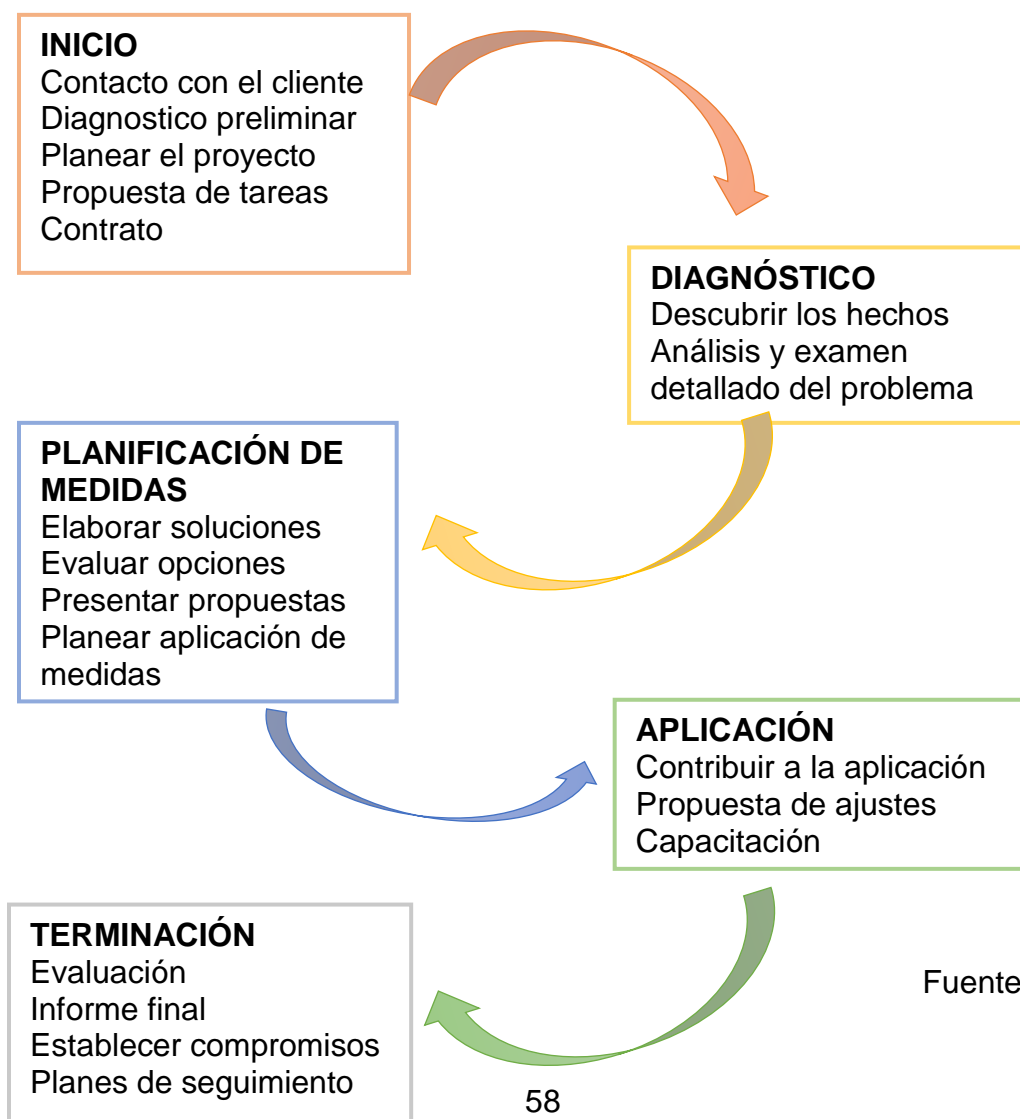 INICIO
Contacto con el cliente
Diagnostico preliminar
Planear el proyecto
Propuesta de tareas
Contrato
DIAGNÓSTICO
Descubrir los hechos
Análisis y examen
detallado del problema
PLANIFICACIÓN DE
MEDIDAS
Elaborar soluciones
Evaluar opciones
Presentar propuestas
Planear aplicación de
medidas
APLICACIÓN
Contribuir a la aplicación
Propuesta de ajustes
Capacitación
TERMINACIÓN
Evaluación
Informe final
Establecer compromisos
Planes de seguimiento
Fuente
58